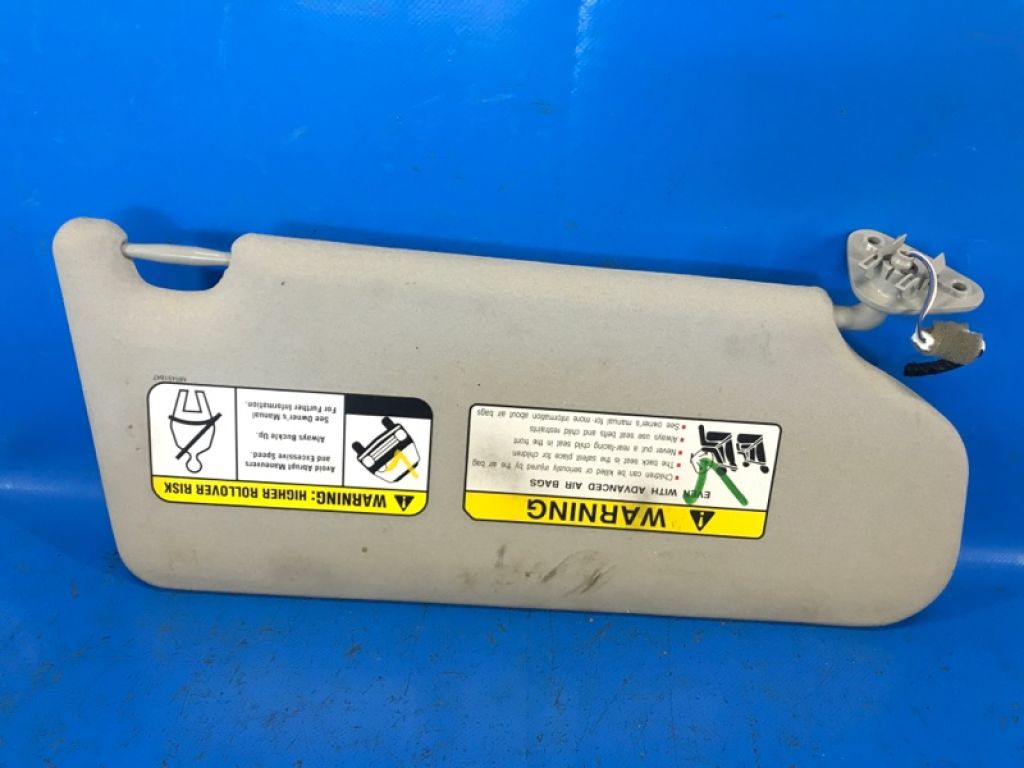 WARNING
EVEN WITH ADVANCED AIR BAGS
Children can be killed or seriously injured by the air bag
The back seat is the safest place for children
Never put a rear-facing child seat in the front
Always use seat belts and child restraints
See owner's manual for more information about air bags
WARNING: HIGHER ROLLOVER RISK
Avoid Abrupt Maneuvers
and Excessive Speed.
Always Buckle Up.
See Owner's Manual
For Further Information.